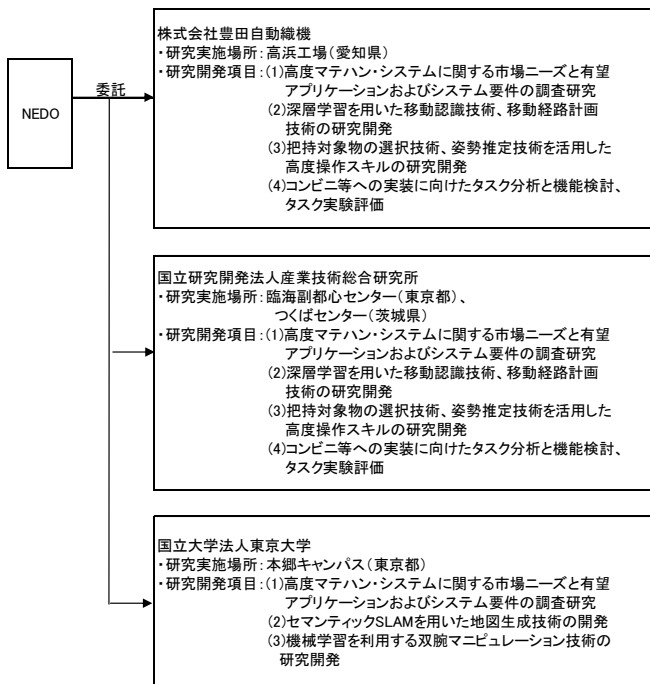 NEDO
委託
株式会社豊田自動織機
・研究実施場所：高浜工場（愛知県）
・研究開発項目：(1)高度マテハン・システムに関する市場ニーズと有望
アプリケーションおよびシステム要件の調査研究
(2)深層学習を用いた移動認識技術、移動経路計画
技術の研究開発
(3)把持対象物の選択技術、姿勢推定技術を活用した
高度操作スキルの研究開発
(4)コンビニ等への実装に向けたタスク分析と機能検討、
タスク実験評価
国立研究開発法人産業技術総合研究所
・研究実施場所：臨海副都心センター（東京都）、
つくばセンター（茨城県）
・研究開発項目：(1)高度マテハン・システムに関する市場ニーズと有望
アプリケーションおよびシステム要件の調査研究
(2)深層学習を用いた移動認識技術、移動経路計画
技術の研究開発
(3)把持対象物の選択技術、姿勢推定技術を活用した
高度操作スキルの研究開発
(4)コンビニ等への実装に向けたタスク分析と機能検討、
タスク実験評価
国立大学法人東京大学
・研究実施場所：本郷キャンパス（東京都）
・研究開発項目：(1)高度マテハン・システムに関する市場ニーズと有望
アプリケーションおよびシステム要件の調査研究
(2)セマンティックSLAMを用いた地図生成技術の開発
(3)機械学習を利用する双腕マニピュレーション技術の
研究開発